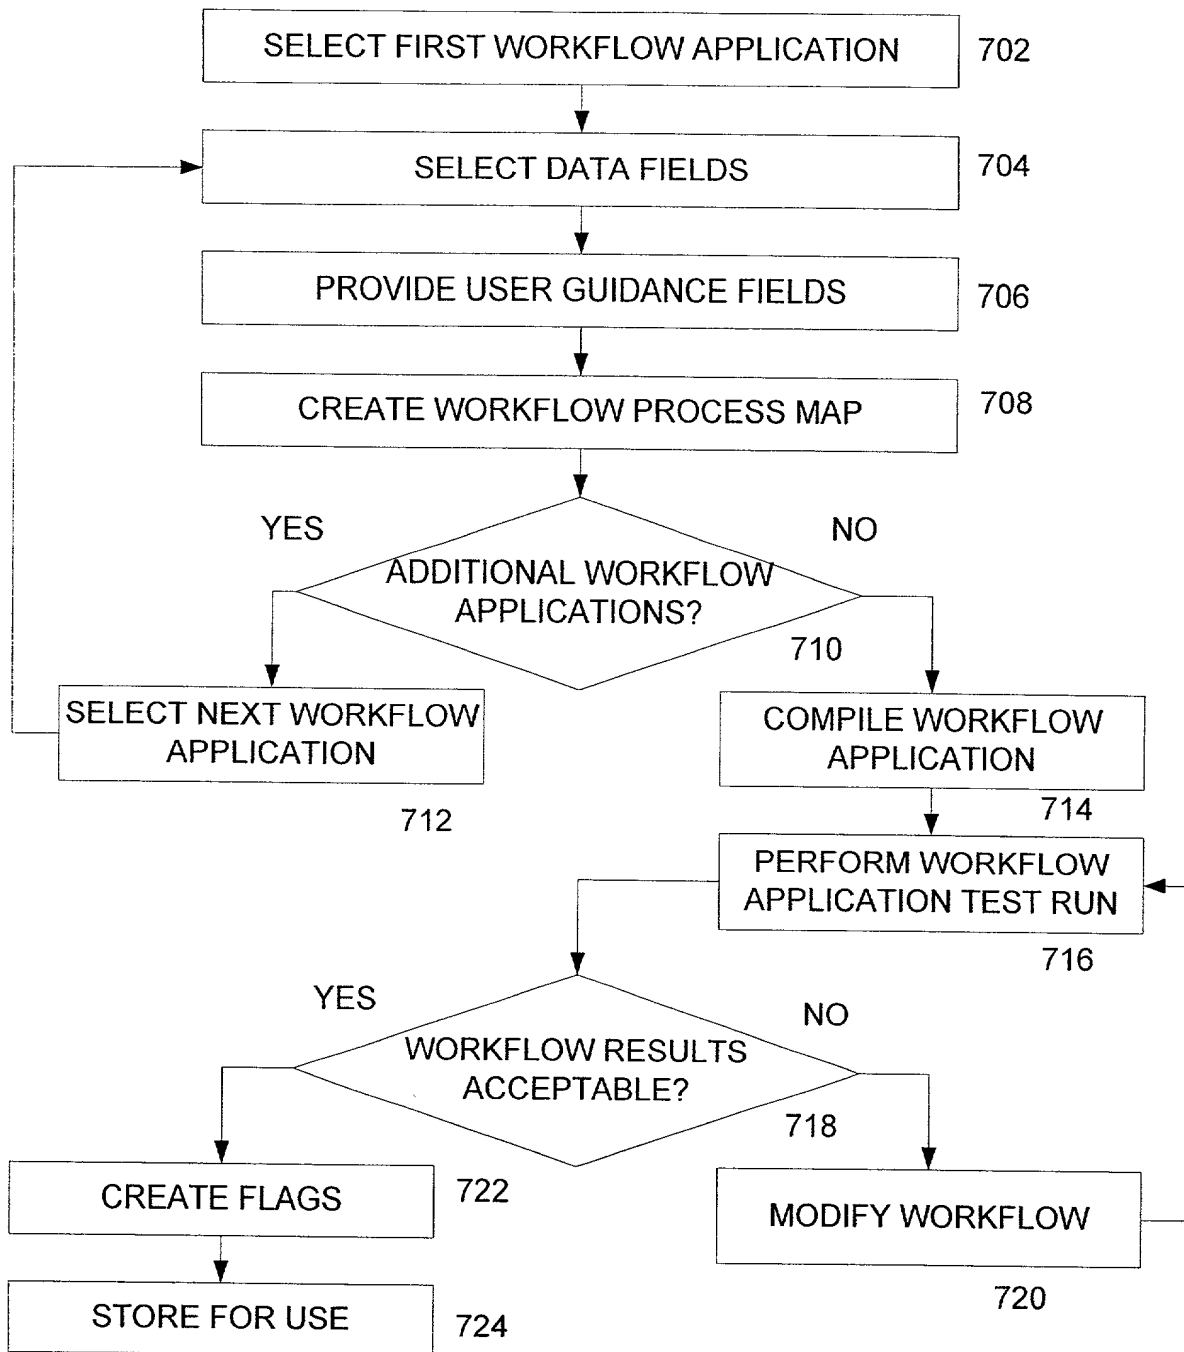 SELECT FIRST WORKFLOW APPLICATION
702
SELECT DATA FIELDS
704
PROVIDE USER GUIDANCE FIELDS
706
CREATE WORKFLOW PROCESS MAP
708
YES
NO
ADDITIONAL WORKFLOW
APPLICATIONS?
710
SELECT NEXT WORKFLOW
APPLICATION
712
COMPILE WORKFLOW
APPLICATION
714
PERFORM WORKFLOW
APPLICATION TEST RUN
716
YES
NO
WORKFLOW RESULTS
ACCEPTABLE?
718
CREATE FLAGS
722
MODIFY WORKFLOW
720
STORE FOR USE
724